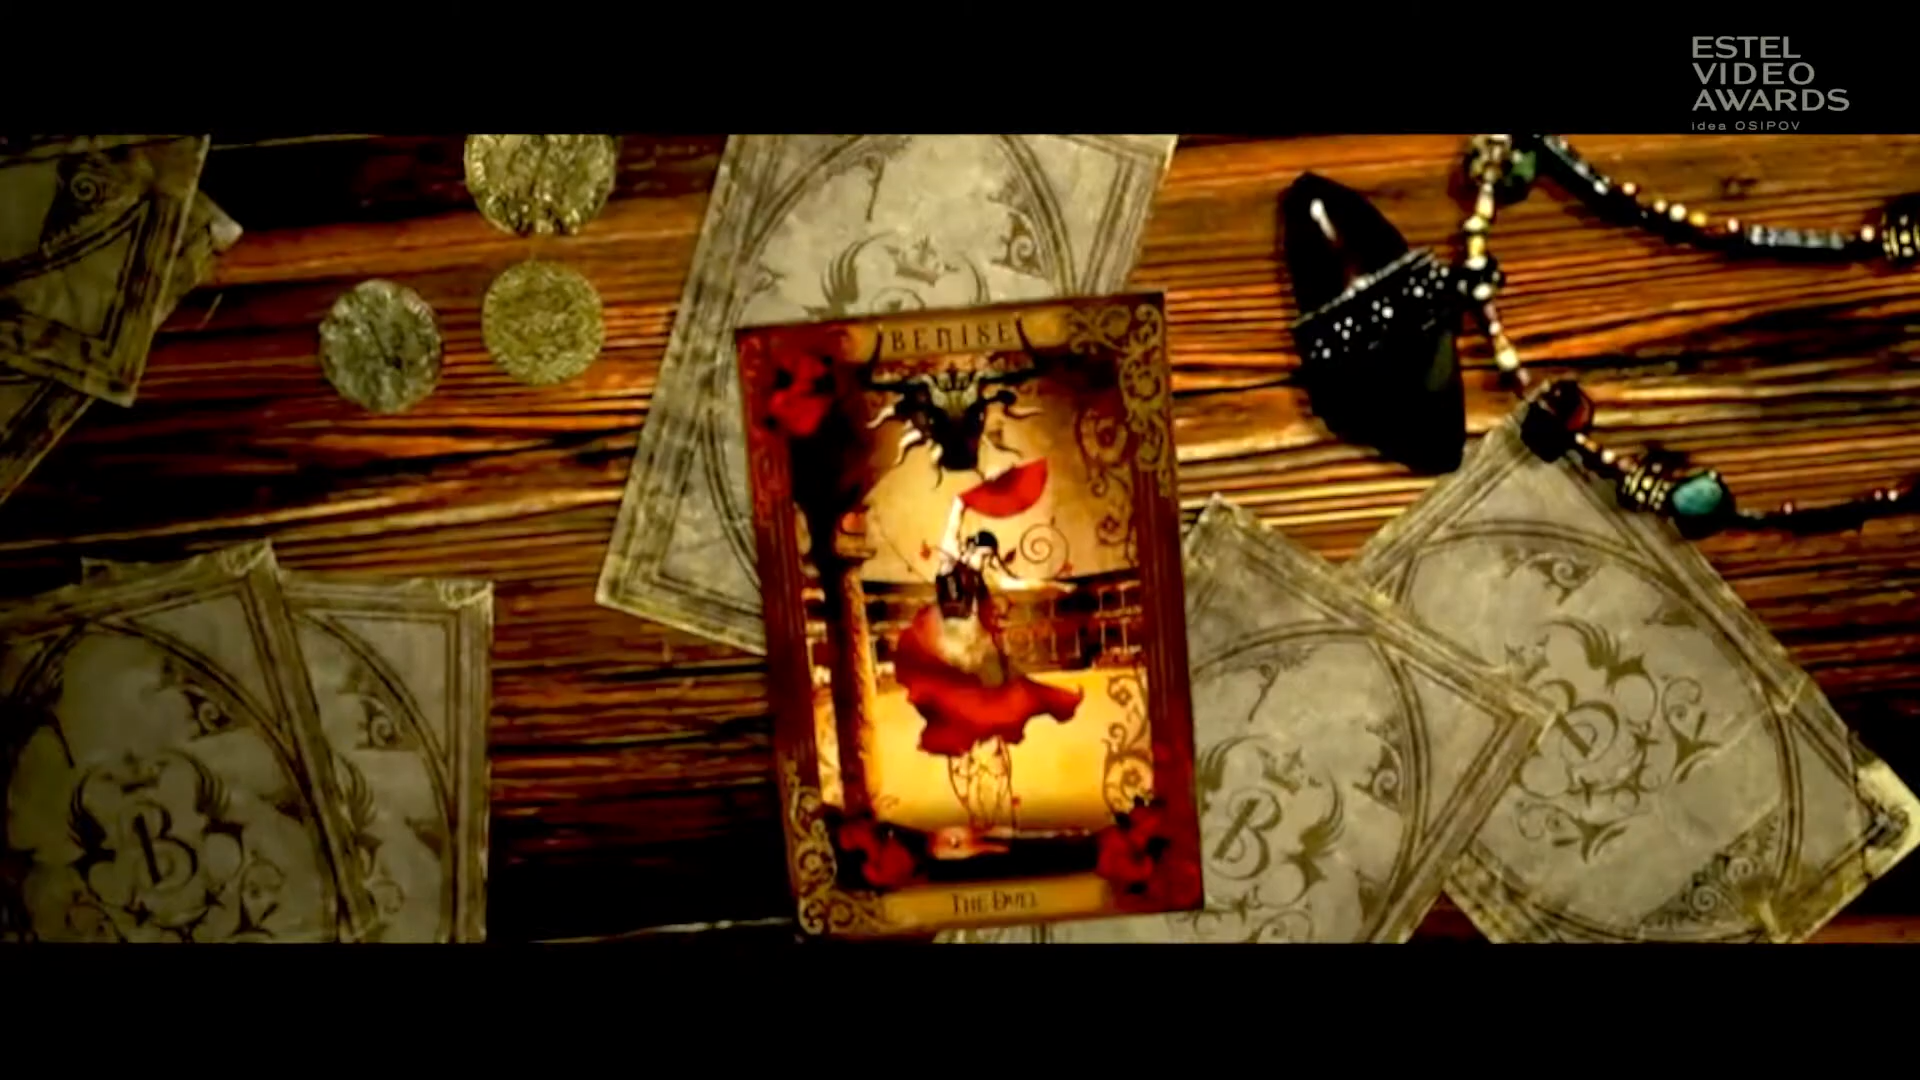 ESTEL
VIDEO
AWARDS
idea OSIPOV
BENISE
THE DUEL
B
B
B